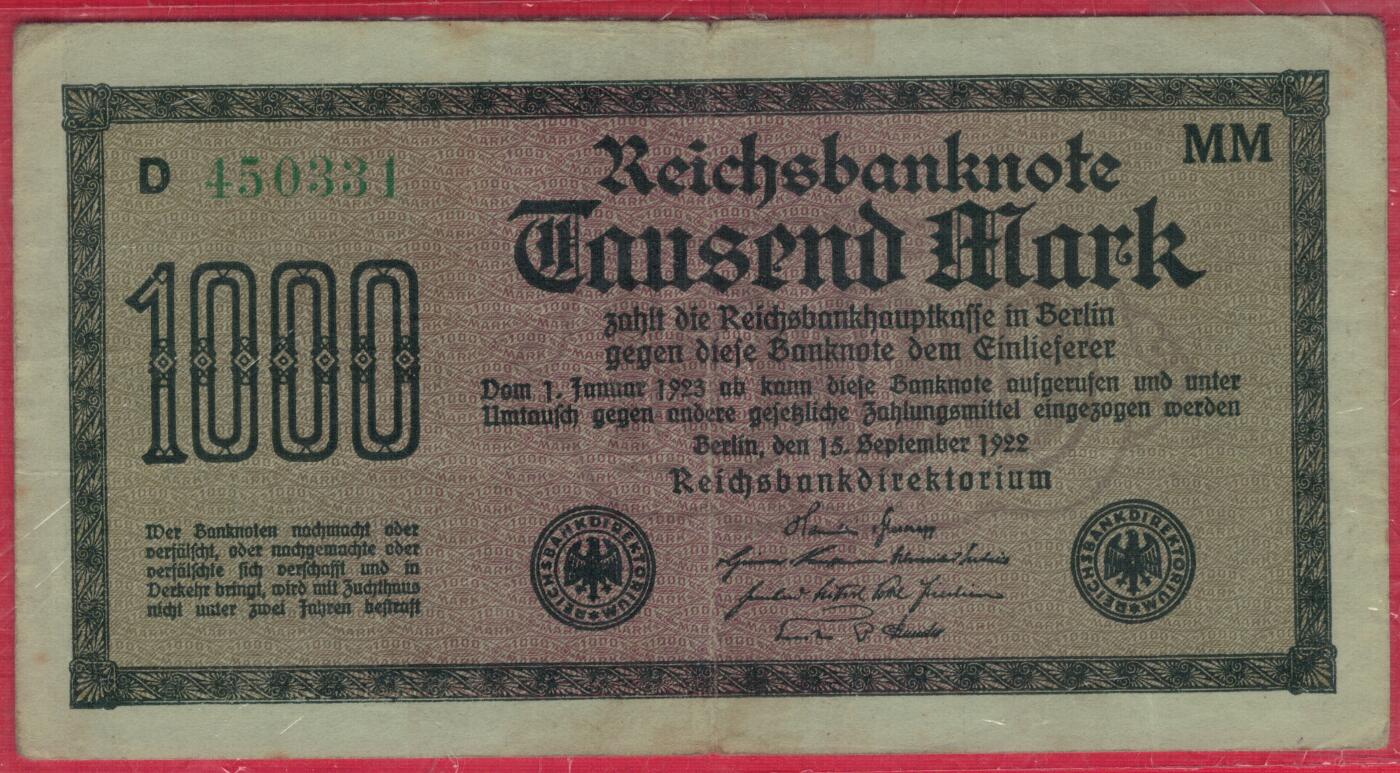 D 450331
MM
Reichsbanknote
Tausend Mark
1000
zahlt die Reichsbankhauptkasse in Berlin
gegen diese Banknote dem Einlieferer
Vom 1. Januar 1923 ab kann diese Banknote aufgerufen und unter
Umtausch gegen andere gesetzliche Zahlungsmittel eingezogen werden
Berlin, den 15. September 1922
Reichsbankdirektorium
Wer Banknoten nachmacht oder
verfälscht, oder nachgemachte oder
verfälschte sich verschafft und in
Verkehr bringt, wird mit Zuchthaus
nicht unter zwei Jahren bestraft
REICHSBANKDIREKTORIUM
REICHSBANKDIREKTORIUM